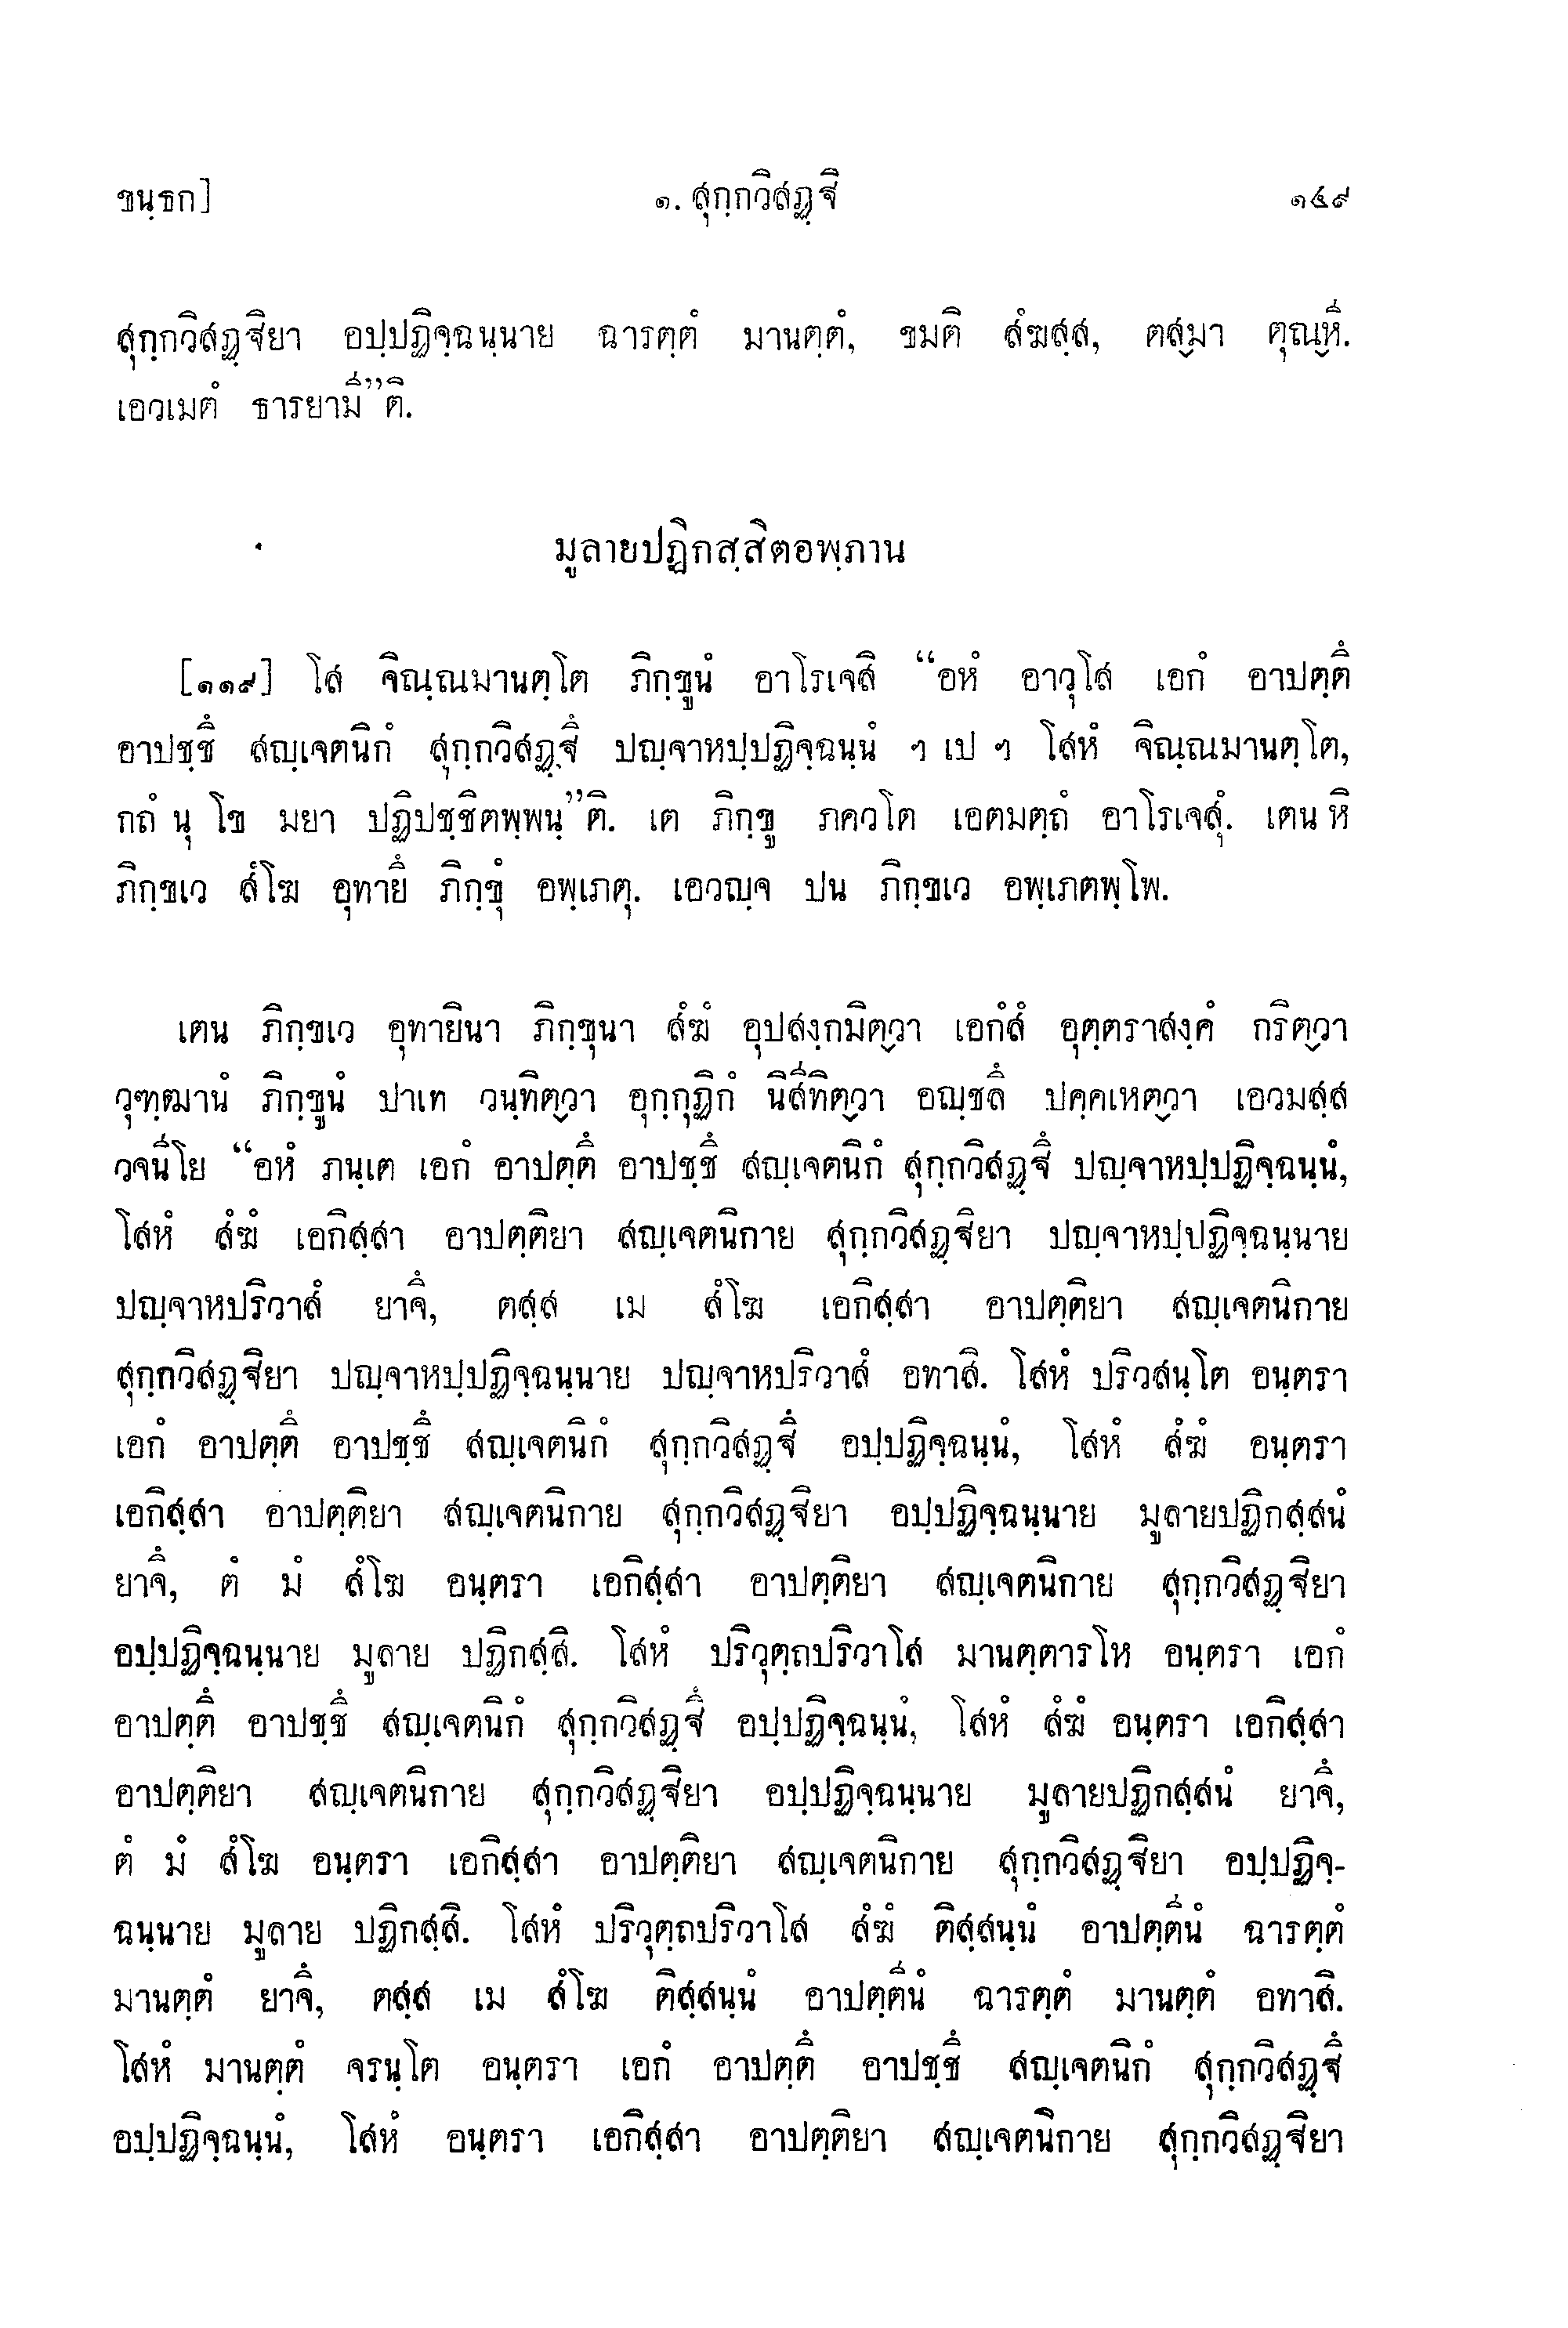 ขนฺธก]
๑. สุกฺกวิสฏฺฐิ
๑๕๙
สุกฺกวิสฏฺฐิยา อปฺปฏิจฺฉนฺนาย ฉารตฺตํ มานตฺตํ, ขมติ สํฆสฺส, ตสฺมา ตุณฺหี.
เอวเมตํ ธารยามี”ติ.
มูลายปฏิกสฺสิตอพฺภาน
[๑๑๙] โส จิณฺณมานตฺโต ภิกฺขูนํ อาโรเจสิ “อหํ อาวุโส เอกํ อาปตฺตึ
อาปชฺชึ สญฺเจตนิกํ สุกฺกวิสฏฺฐึ ปญฺจาหปฺปฏิจฺฉนฺนํ ฯ เป ฯ โสหํ จิณฺณมานตฺโต,
กถํ นุ โข มยา ปฏิปชฺชิตพฺพนฺ”ติ. เต ภิกฺขู ภควโต เอตมตฺถํ อาโรเจสุํ. เตน หิ
ภิกฺขเว สํโฆ อุทายึ ภิกฺขุํ อพฺเภตุ. เอวญฺจ ปน ภิกฺขเว อพฺเภตพฺโพ.
เตน ภิกฺขเว อุทายินา ภิกฺขุนา สํฆํ อุปสงฺกมิตฺวา เอกํสํ อุตฺตราสงฺคํ กริตฺวา
วุฑฺฒานํ ภิกฺขูนํ ปาเท วนฺทิตฺวา อุกฺกุฏิกํ นิสีทิตฺวา อญฺชลึ ปคฺคเหตฺวา เอวมสฺส
วจนีโย “อหํ ภนฺเต เอกํ อาปตฺตึ อาปชฺชึ สญฺเจตนิกํ สุกฺกวิสฏฺฐึ ปญฺจาหปฺปฏิจฺฉนฺนํ,
โสหํ สํฆํ เอกิสฺสา อาปตฺติยา สญฺเจตนิกาย สุกฺกวิสฏฺฐิยา ปญฺจาหปฺปฏิจฺฉนฺนาย
ปญฺจาหปริวาสํ ยาจึ, ตสฺส เม สํโฆ เอกิสฺสา อาปตฺติยา สญฺเจตนิกาย
สุกฺกวิสฏฺฐิยา ปญฺจาหปฺปฏิจฺฉนฺนาย ปญฺจาหปริวาสํ อทาสิ. โสหํ ปริวสนฺโต อนฺตรา
เอกํ อาปตฺตึ อาปชฺชึ สญฺเจตนิกํ สุกฺกวิสฏฺฐึ อปฺปฏิจฺฉนฺนํ, โสหํ สํฆํ อนฺตรา
เอกิสฺสา อาปตฺติยา สญฺเจตนิกาย สุกฺกวิสฏฺฐิยา อปฺปฏิจฺฉนฺนาย มูลายปฏิกสฺสนํ
ยาจึ, ตํ มํ สํโฆ อนฺตรา เอกิสฺสา อาปตฺติยา สญฺเจตนิกาย สุกฺกวิสฏฺฐิยา
อปฺปฏิจฺฉนฺนาย มูลาย ปฏิกสฺสิ. โสหํ ปริวุตฺถปริวาโส มานตฺตารโห อนฺตรา เอกํ
อาปตฺตึ อาปชฺชึ สญฺเจตนิกํ สุกฺกวิสฏฺฐึ อปฺปฏิจฺฉนฺนํ, โสหํ สํฆํ อนฺตรา เอกิสฺสา
อาปตฺติยา สญฺเจตนิกาย สุกฺกวิสฏฺฐิยา อปฺปฏิจฺฉนฺนาย มูลายปฏิกสฺสนํ ยาจึ,
ตํ มํ สํโฆ อนฺตรา เอกิสฺสา อาปตฺติยา สญฺเจตนิกาย สุกฺกวิสฏฺฐิยา อปฺปฏิจฺ-
ฉนฺนาย มูลาย ปฏิกสฺสิ. โสหํ ปริวุตฺถปริวาโส สํฆํ ติสฺสนฺนํ อาปตฺตีนํ ฉารตฺตํ
มานตฺตํ ยาจึ, ตสฺส เม สํโฆ ติสฺสนฺนํ อาปตฺตีนํ ฉารตฺตํ มานตฺตํ อทาสิ.
โสหํ มานตฺตํ จรนฺโต อนฺตรา เอกํ อาปตฺตึ อาปชฺชึ สญฺเจตนิกํ สุกฺกวิสฏฺฐึ
อปฺปฏิจฺฉนฺนํ, โสหํ อนฺตรา เอกิสฺสา อาปตฺติยา สญฺเจตนิกาย สุกฺกวิสฏฺฐิยา